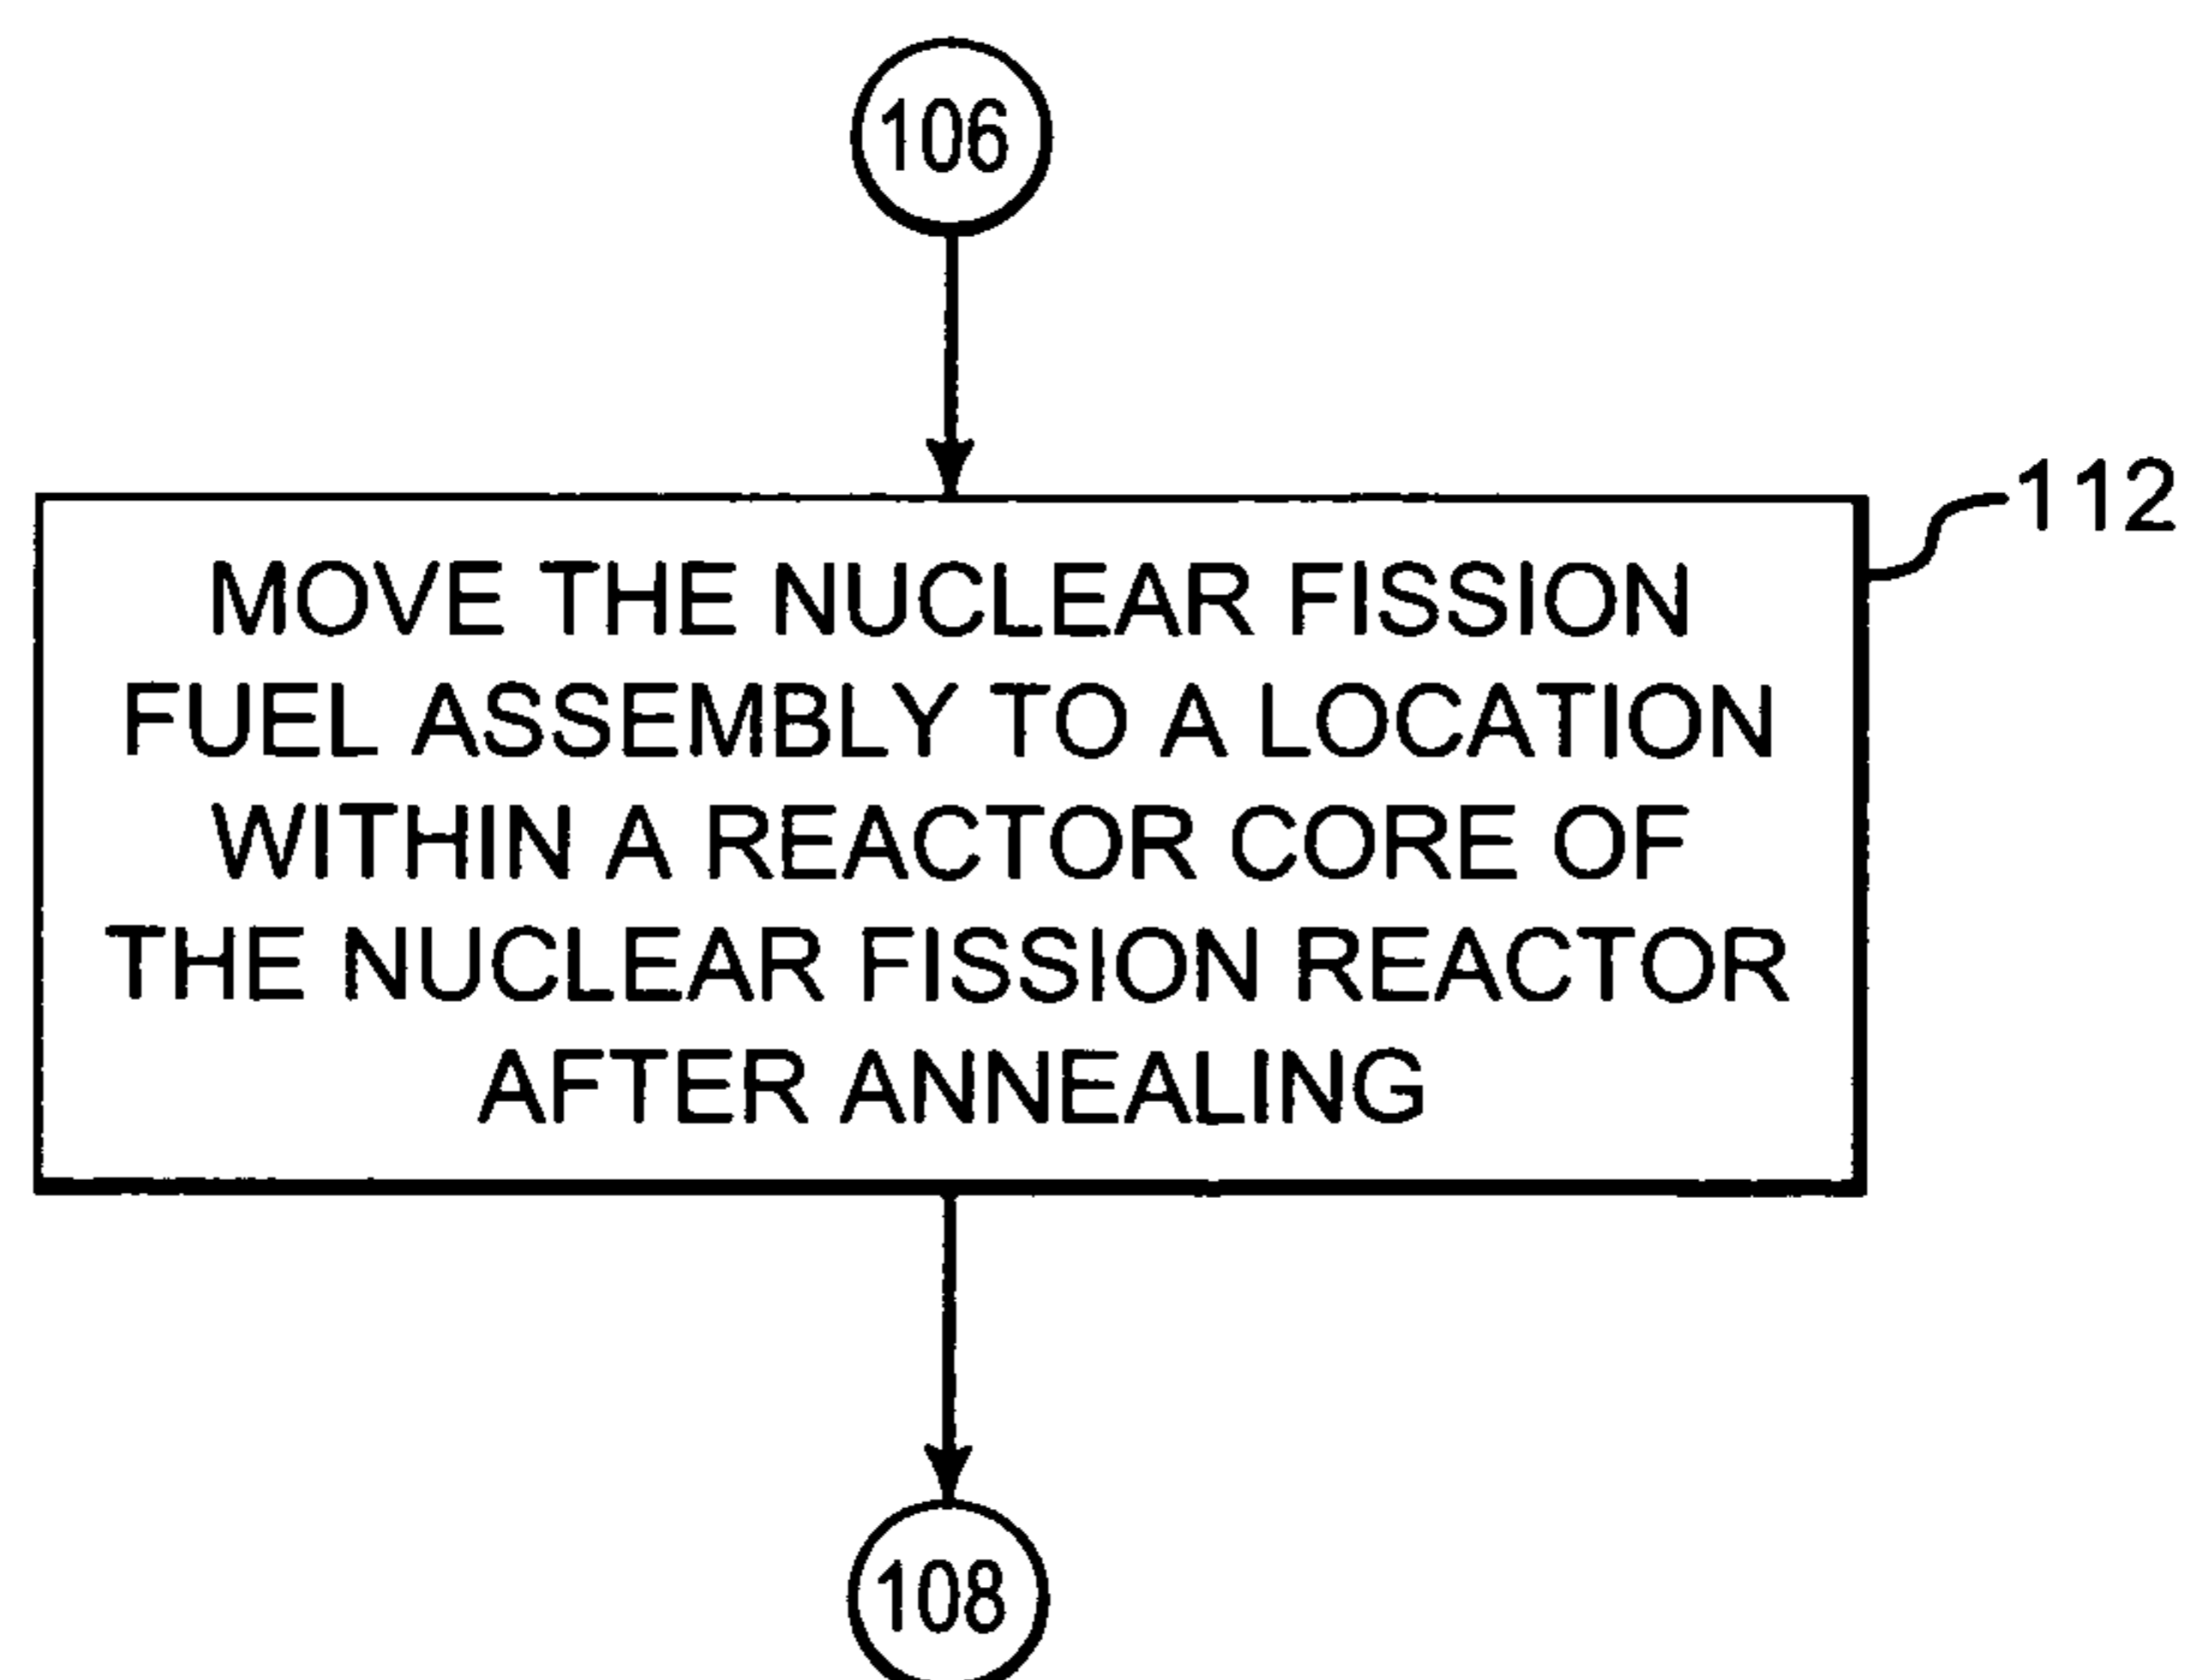 106
112
MOVE THE NUCLEAR FISSION
FUEL ASSEMBLY TO A LOCATION
WITHIN A REACTOR CORE OF
THE NUCLEAR FISSION REACTOR
AFTER ANNEALING
108